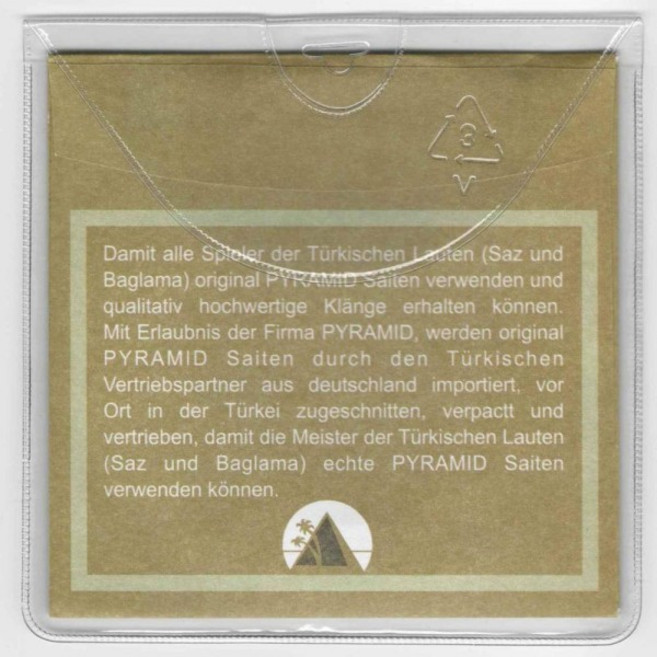 3
V
Damit alle Spieler der Türkischen Lauten (Saz und
Baglama) original PYRAMID Saiten verwenden und
qualitativ hochwertige Klänge erhalten können.
Mit Erlaubnis der Firma PYRAMID, werden original
PYRAMID Saiten durch den Türkischen
Vertriebspartner aus deutschland importiert, vor
Ort in der Türkei zugeschnitten, verpactt und
vertrieben, damit die Meister der Türkischen Lauten
(Saz und Baglama) echte PYRAMID Saiten
verwenden können.